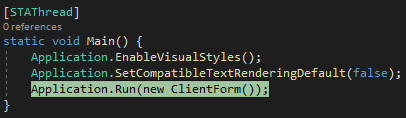 [STAThread]
0 references
static void Main() {
Application.EnableVisualStyles();
Application.SetCompatibleTextRenderingDefault(false);
Application.Run(new ClientForm());
}